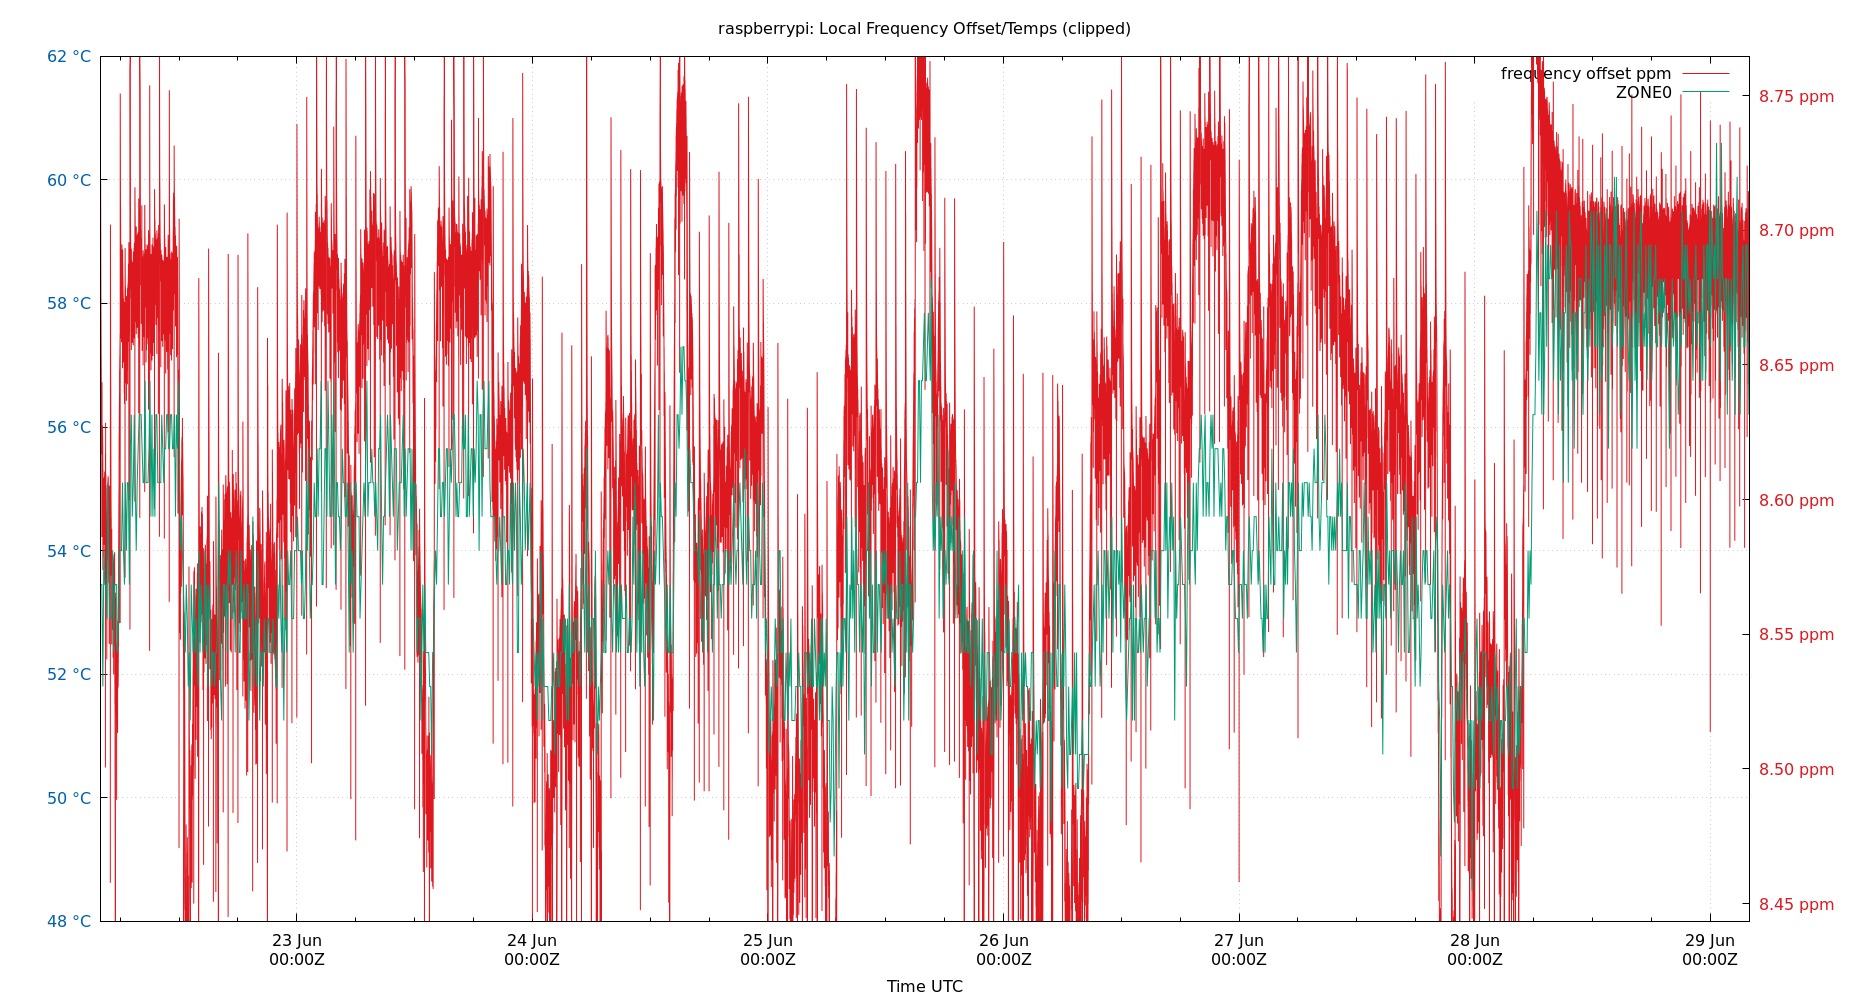 raspberrypi: Local Frequency Offset/Temps (clipped)
62 °C
60 °C
58 °C
56 °C
54 °C
52 °C
50 °C
48 °C
frequency offset ppm
ZONE0
8.75 ppm
8.70 ppm
8.65 ppm
8.60 ppm
8.55 ppm
8.50 ppm
8.45 ppm
23 Jun 24 Jun 25 Jun 26 Jun 27 Jun 28 Jun 29 Jun
00:00Z 00:00Z 00:00Z 00:00Z 00:00Z 00:00Z 00:00Z
Time UTC